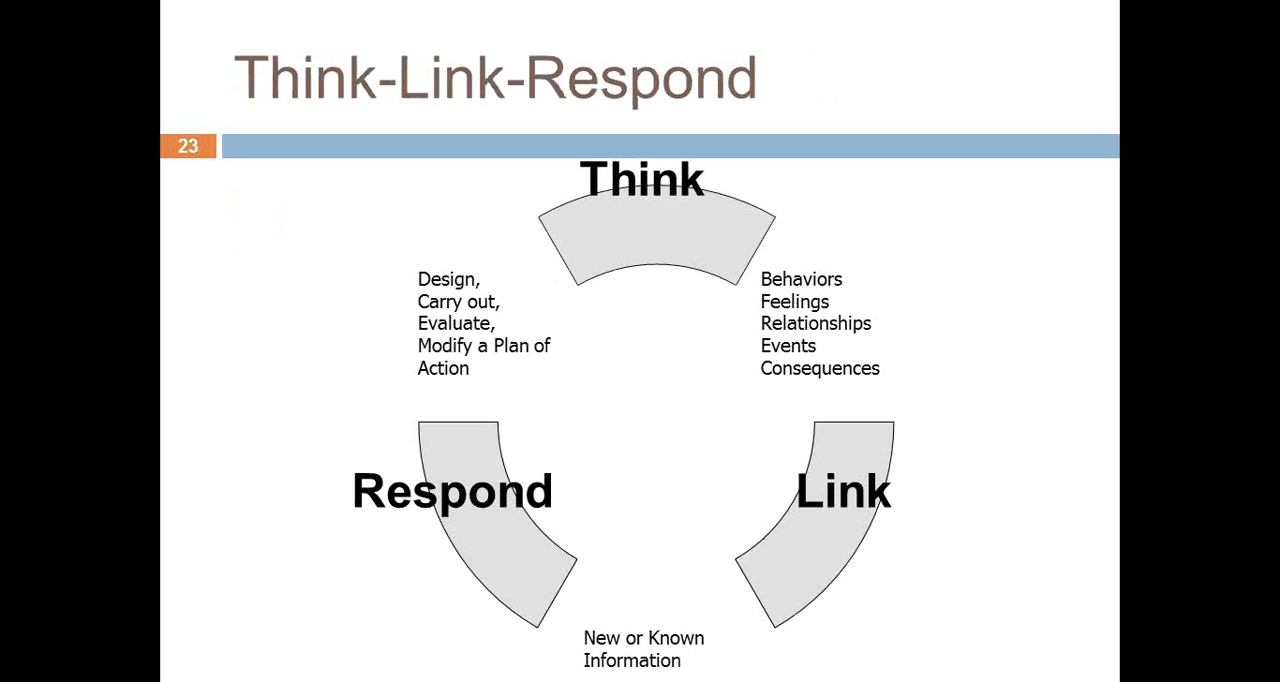 Think-Link-Respond
23
Think
Design,
Carry out,
Evaluate,
Modify a Plan of
Action
Behaviors
Feelings
Relationships
Events
Consequences
Respond
Link
New or Known
Information